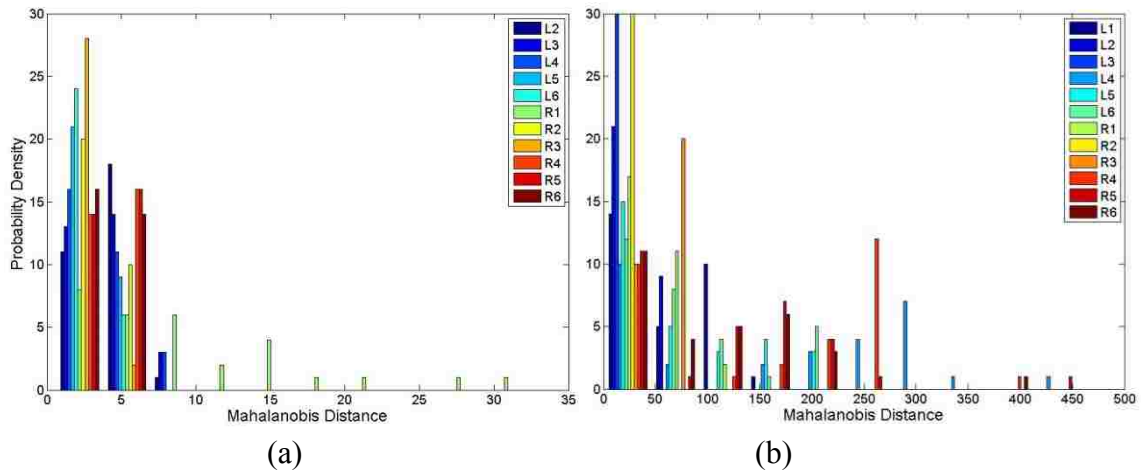 30
25
20
15
10
5
0
Probability Density
0 5 10 15 20 25 30 35
Mahalanobis Distance
L2
L3
L4
L5
L6
R1
R2
R3
R4
R5
R6
(a)
30
25
20
15
10
5
0
0 50 100 150 200 250 300 350 400 450 500
Mahalanobis Distance
L1
L2
L3
L4
L5
L6
R1
R2
R3
R4
R5
R6
(b)